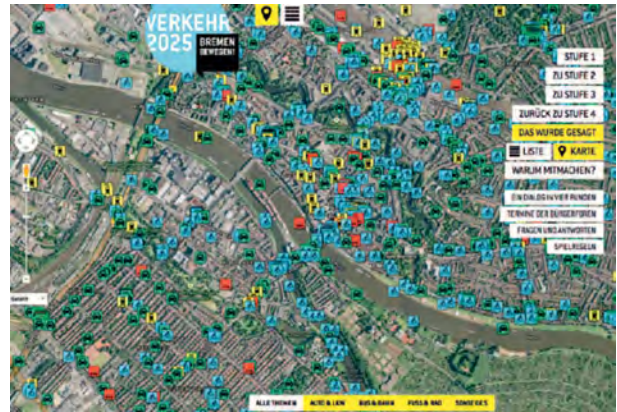 VERKEHR
2025
BREMEN
BEWEGEN!
STUFE 1
ZU STUFE 2
ZU STUFE 3
ZURÜCK ZU STUFE 4
DAS WURDE GESAGT
LISTE
KARTE
WARUM MITMACHEN?
EIN DIALOG IN VIER RUNDEN
TERMINE DER BÜRGERFOREN
FRAGEN UND ANTWORTEN
SPIELREGELN
ALLE THEMEN
AUTO & LKW
BUS & BAHN
FUSS & RAD
SONSTIGES